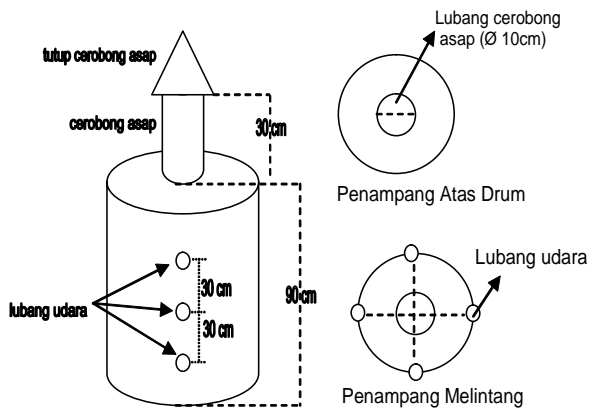 tutup cerobong asap
cerobong asap
30 cm
lubang udara
30 cm
30 cm
90 cm
Lubang cerobong
asap (Ø 10cm)
Penampang Atas Drum
Lubang udara
Penampang Melintang